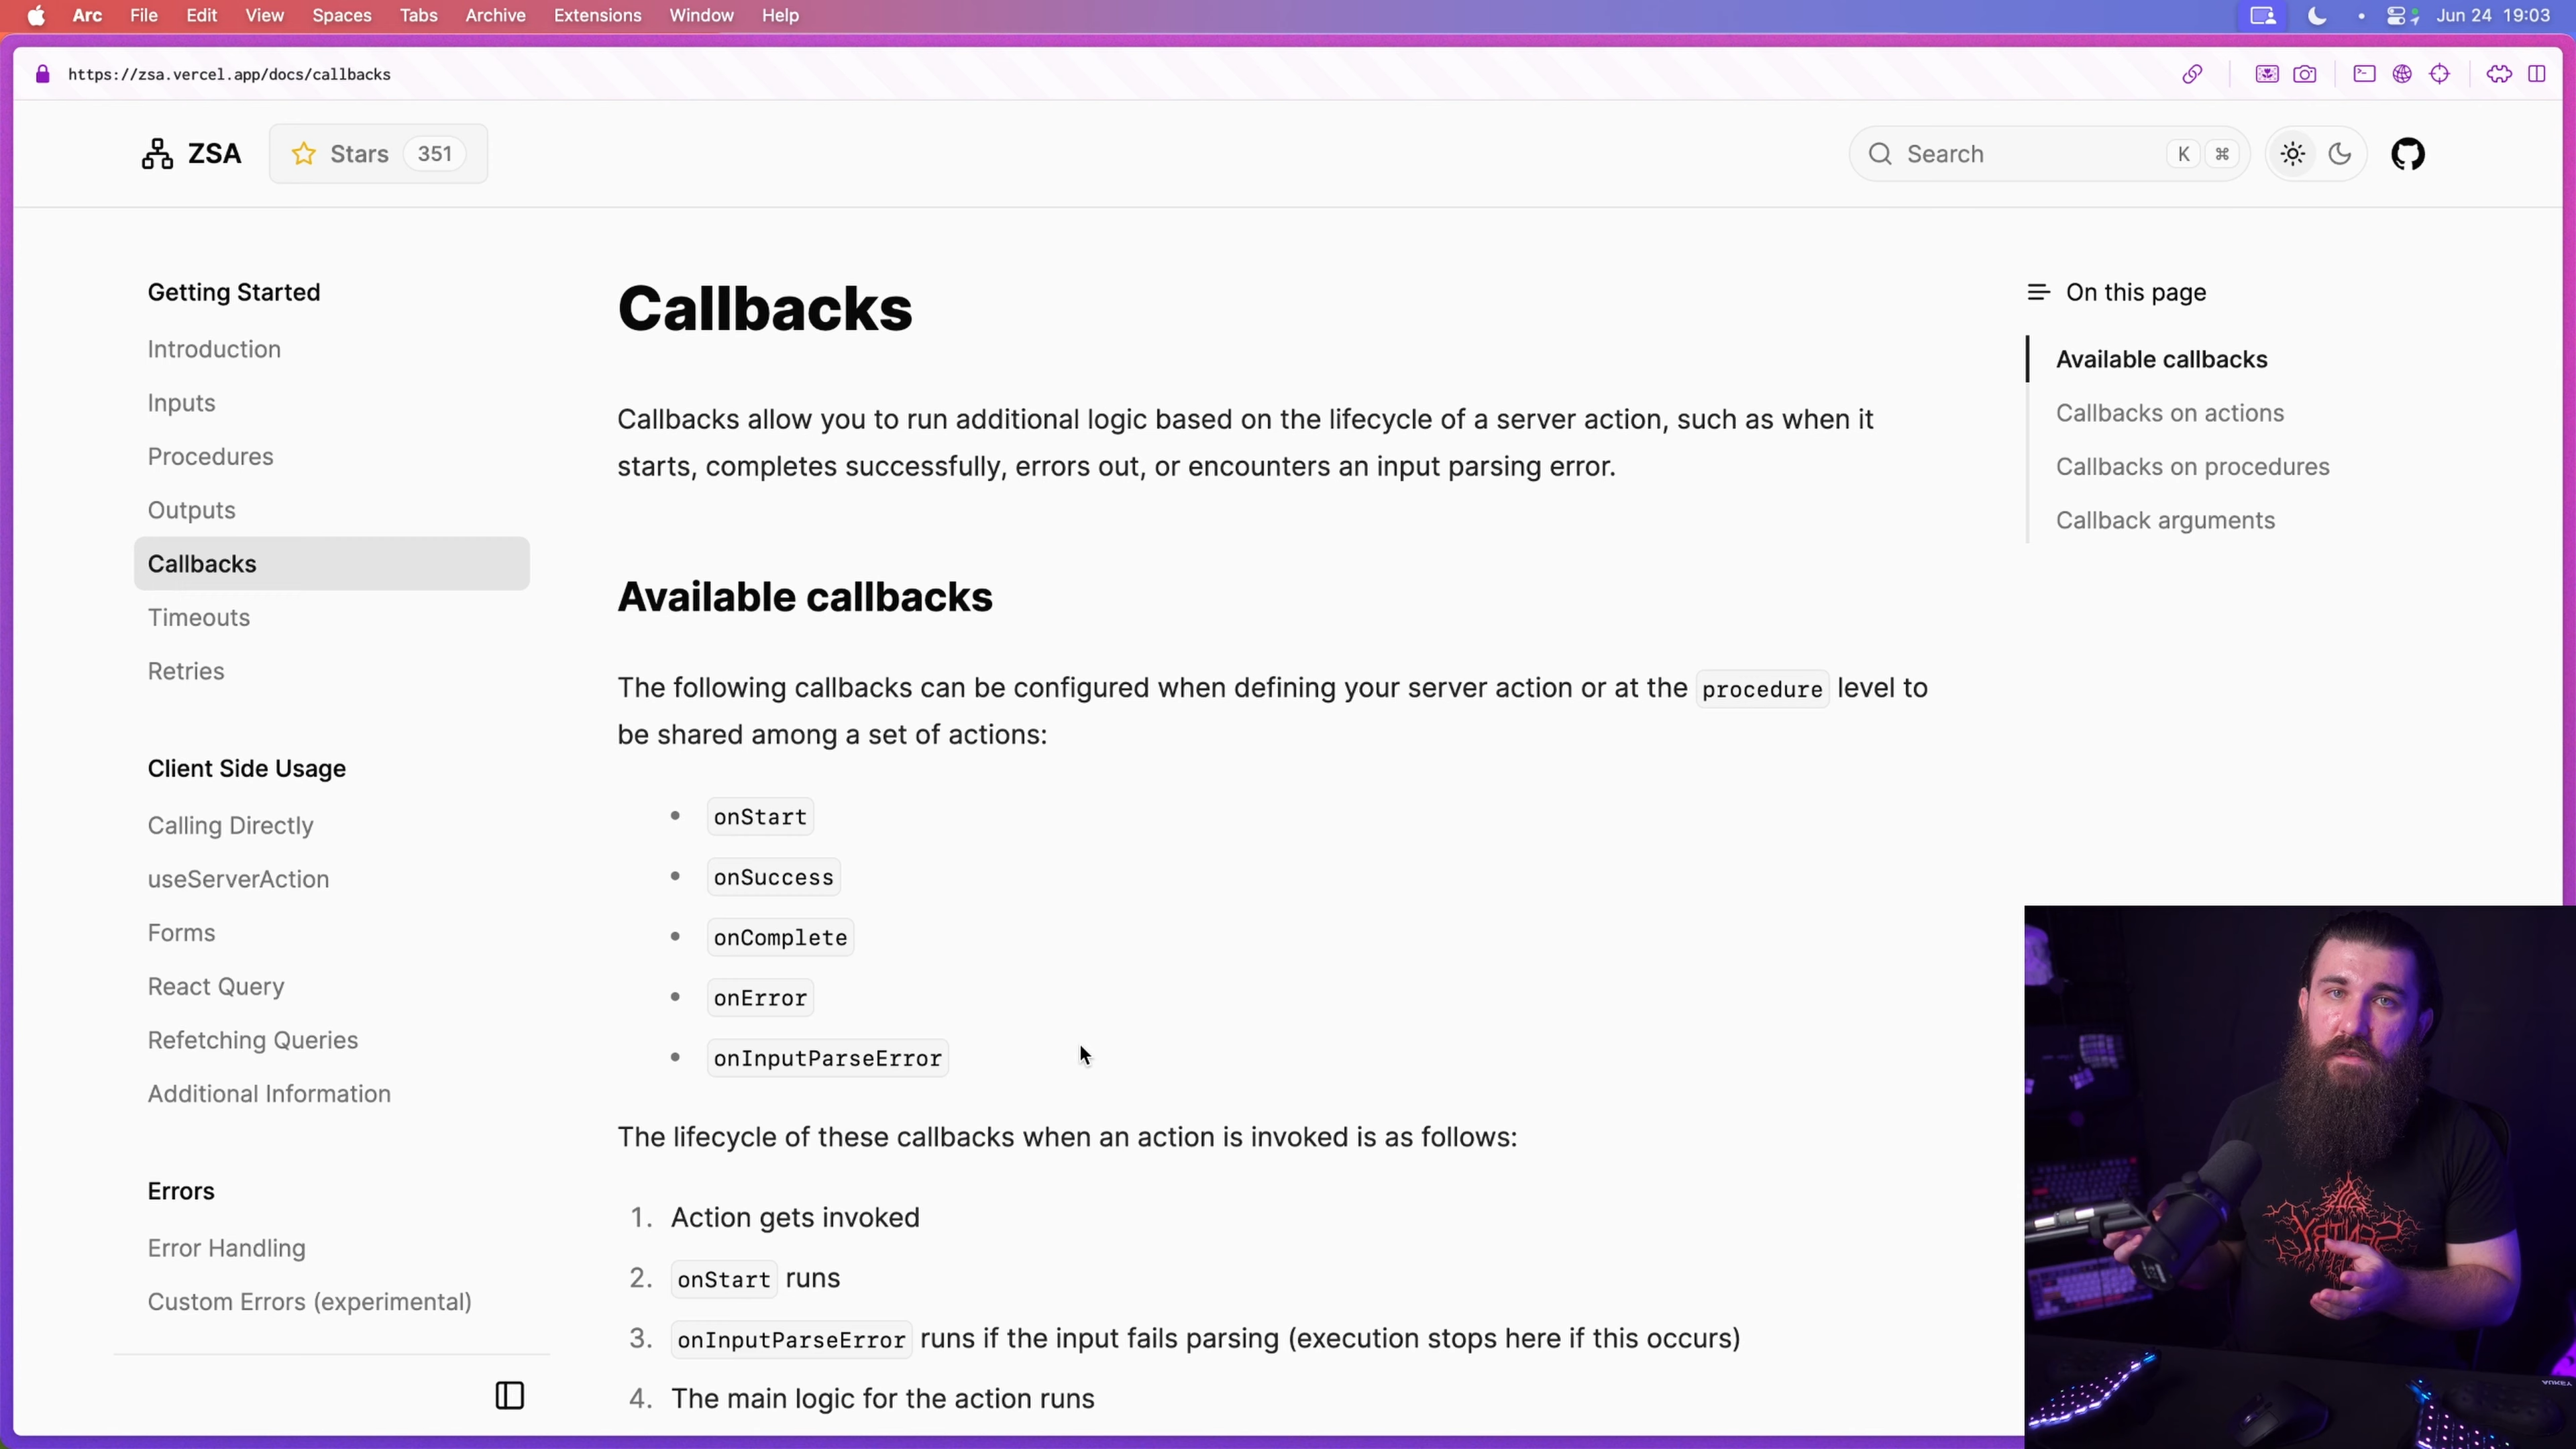 Arc File Edit View Spaces Tabs Archive Extensions Window Help Jun 24 19:03
https://zsa.vercel.app/docs/callbacks
ZSA Stars 351 Search K ⌘
Getting Started
Introduction
Inputs
Procedures
Outputs
Callbacks
Timeouts
Retries
Client Side Usage
Calling Directly
useServerAction
Forms
React Query
Refetching Queries
Additional Information
Errors
Error Handling
Custom Errors (experimental)
Callbacks
Callbacks allow you to run additional logic based on the lifecycle of a server action, such as when it
starts, completes successfully, errors out, or encounters an input parsing error.
Available callbacks
The following callbacks can be configured when defining your server action or at the procedure level to
be shared among a set of actions:
• onStart
• onSuccess
• onComplete
• onError
• onInputParseError
The lifecycle of these callbacks when an action is invoked is as follows:
1. Action gets invoked
2. onStart runs
3. onInputParseError runs if the input fails parsing (execution stops here if this occurs)
4. The main logic for the action runs
On this page
Available callbacks
Callbacks on actions
Callbacks on procedures
Callback arguments